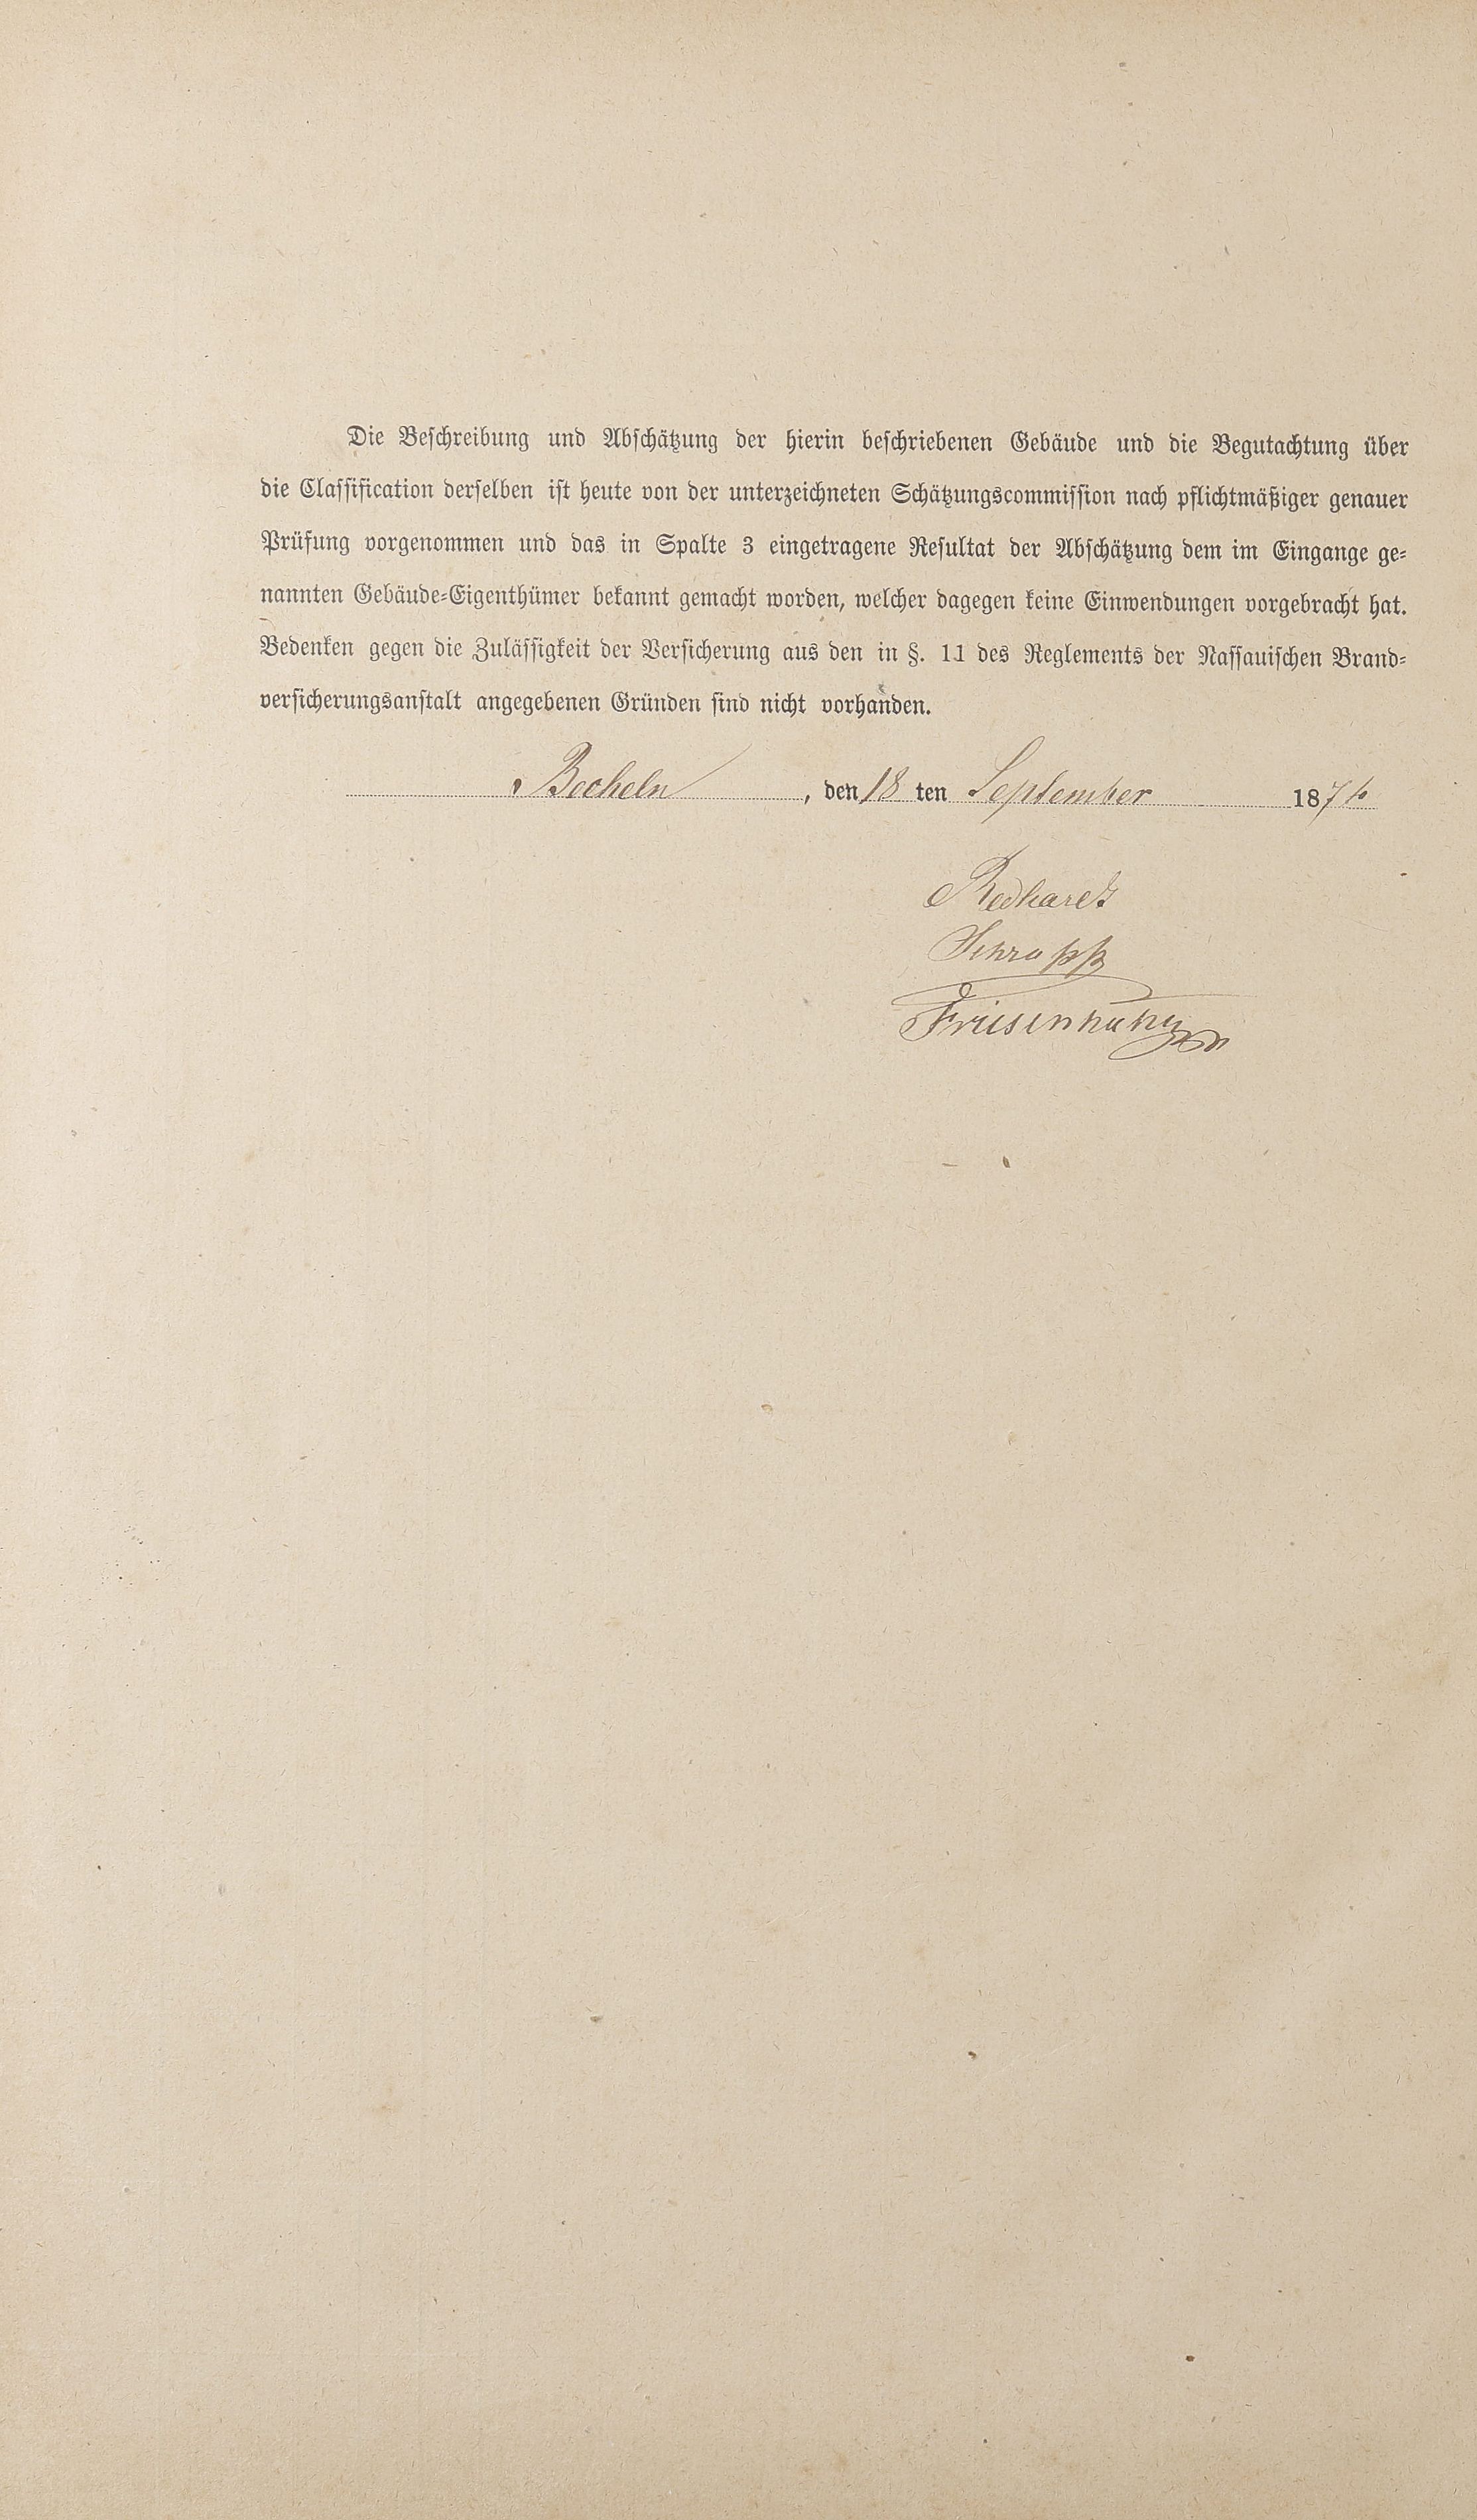 Die Beschreibung und Abschätzung der hierin beschriebenen Gebäude und die Begutachtung über
die Classification derselben ist heute von der unterzeichneten Schätzungscommission nach pflichtmäßiger genauer
Prüfung vorgenommen und das in Spalte 3 eingetragene Resultat der Abschätzung dem im Eingange ge-
nannten Gebäude-Eigenthümer bekannt gemacht worden, welcher dagegen keine Einwendungen vorgebracht hat.
Bedenken gegen die Zulässigkeit der Versicherung aus den in §. 11 des Reglements der Nassauischen Brand-
versicherungsanstalt angegebenen Gründen sind nicht vorhanden.
Becheln, den 18 ten September 187